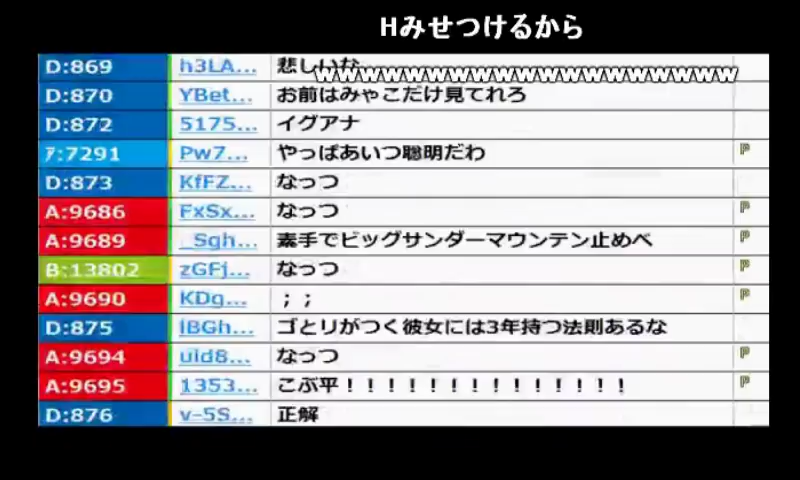 Hみせつけるから
D:869 h3LA... 悲しいな
wwwwwwwwwwwwwwwwwww
D:870 YBet... お前はみゃこだけ見てれろ
D:872 5175... イグアナ
ｱ:7291 Pw7... やっぱあいつ聡明だわ P
D:873 KfFZ... なっつ
A:9686 FxSx... なっつ P
A:9689 _Sgh... 素手でビッグサンダーマウンテン止めべ P
B:13802 zGFj... なっつ P
A:9690 KDg... ；； P
D:875 lBGh... ゴとリがつく彼女には3年持つ法則あるな
A:9694 uld8... なっつ P
A:9695 1353... こぶ平！！！！！！！！！！！！！！ P
D:876 v-5S... 正解